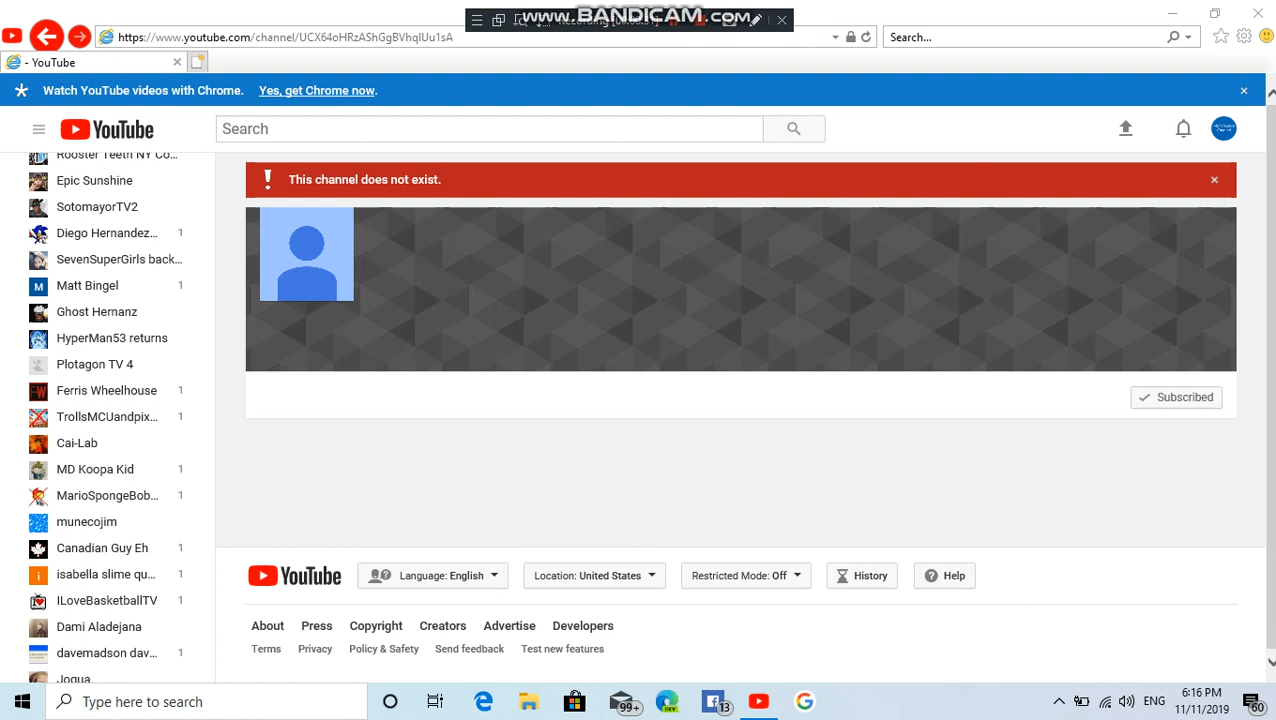 www.BANDICAM.com
https://www.youtube.com/channel/UCX64oHRzAShGgBVhqIUu1sA
Search...
- YouTube
Watch YouTube videos with Chrome. Yes, get Chrome now.
YouTube
Search
Rooster Teeth NY Co...
This channel does not exist.
Epic Sunshine
SotomayorTV2
Diego Hernandez... 1
SevenSuperGirls back...
Matt Bingel 1
Ghost Hernanz
HyperMan53 returns
Plotagon TV 4
Ferris Wheelhouse 1
Subscribed
TrollsMCUandpix... 1
Cai-Lab
MD Koopa Kid 1
MarioSpongeBob... 1
munecojim
Canadian Guy Eh 1
isabella slime qu... 1
YouTube Language: English Location: United States Restricted Mode: Off History Help
ILoveBasketballTV 1
Dami Aladejana
About Press Copyright Creators Advertise Developers
davemadson dav... 1
Terms Privacy Policy & Safety Send feedback Test new features
Jogua
Type here to search
99+
DEV
13
ENG
6:16 PM
11/11/2019
60